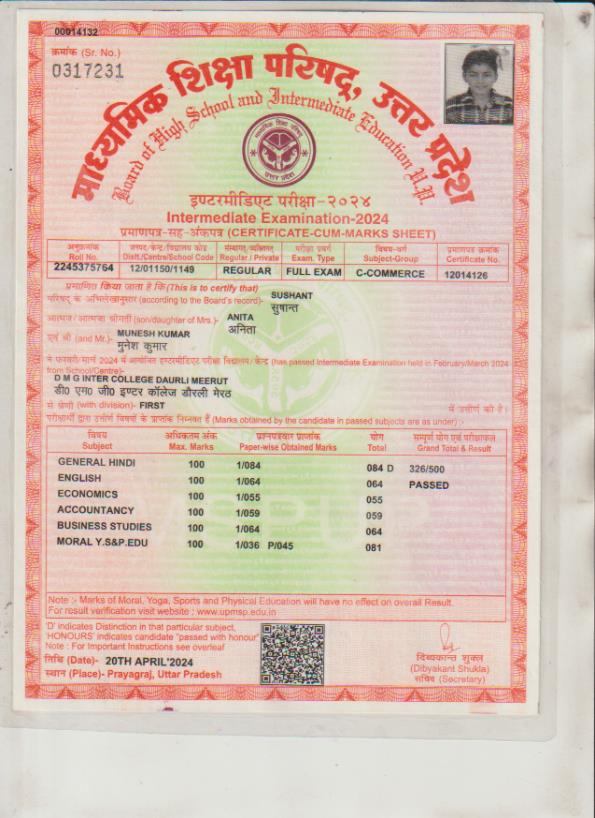 00014132
क्रमांक (Sr. No.)
0317231
माध्यमिक शिक्षा परिषद्, उत्तर प्रदेश
Board of High School and Intermediate Education U.P.
इण्टरमीडिएट परीक्षा-२०२४
Intermediate Examination-2024
प्रमाणपत्र-सह-अंकपत्र (CERTIFICATE-CUM-MARKS SHEET)
अनुक्रमांक जनपद/केन्द्र/विद्यालय कोड संस्थागत/व्यक्तिगत परीक्षा प्रवर्ग विषय-वर्ग प्रमाणपत्र क्रमांक
Roll No. Distt./Centre/School Code Regular / Private Exam. Type Subject-Group Certificate No.
2245375764 12/01150/1149 REGULAR FULL EXAM C-COMMERCE 12014126
प्रमाणित किया जाता है कि(This is to certify that)
SUSHANT
परिषद् के अभिलेखानुसार (according to the Board's record)- सुषान्त
आत्मज/आत्मजा श्रीमती (son/daughter of Mrs.)- ANITA
अनिता
MUNESH KUMAR
एवं श्री (and Mr.)- मुनेश कुमार
ने फरवरी/मार्च 2024 में आयोजित इण्टरमीडिएट परीक्षा विद्यालय/केन्द्र (has passed Intermediate Examination held in February/March 2024
from School/Centre)-
D M G INTER COLLEGE DAURLI MEERUT
डी0 एम0 जी0 इण्टर कॉलेज दौरली मेरठ
से श्रेणी (with division)- FIRST में उत्तीर्ण की है।
परीक्षार्थी द्वारा उत्तीर्ण विषयों के प्राप्तांक निम्नवत हैं (Marks obtained by the candidate in passed subjects are as under) :-
विषय अधिकतम अंक प्रश्नपत्रवार प्राप्तांक योग सम्पूर्ण योग एवं परीक्षाफल
Subject Max. Marks Paper-wise Obtained Marks Total Grand Total & Result
GENERAL HINDI 100 1/084 084 D 326/500
ENGLISH 100 1/064 064 PASSED
ECONOMICS 100 1/055 055
ACCOUNTANCY 100 1/059 059
BUSINESS STUDIES 100 1/064 064
MORAL Y.S&P.EDU 100 1/036 P/045 081
Note :- Marks of Moral, Yoga, Sports and Physical Education will have no effect on overall Result.
For result verification visit website : www.upmsp.edu.in
'D' indicates Distinction in that particular subject,
'HONOURS' indicates candidate "passed with honour"
Note : For Important Instructions see overleaf
तिथि (Date)- 20TH APRIL'2024
स्थान (Place)- Prayagraj, Uttar Pradesh
दिव्यकान्त शुक्ल
(Dibyakant Shukla)
सचिव (Secretary)